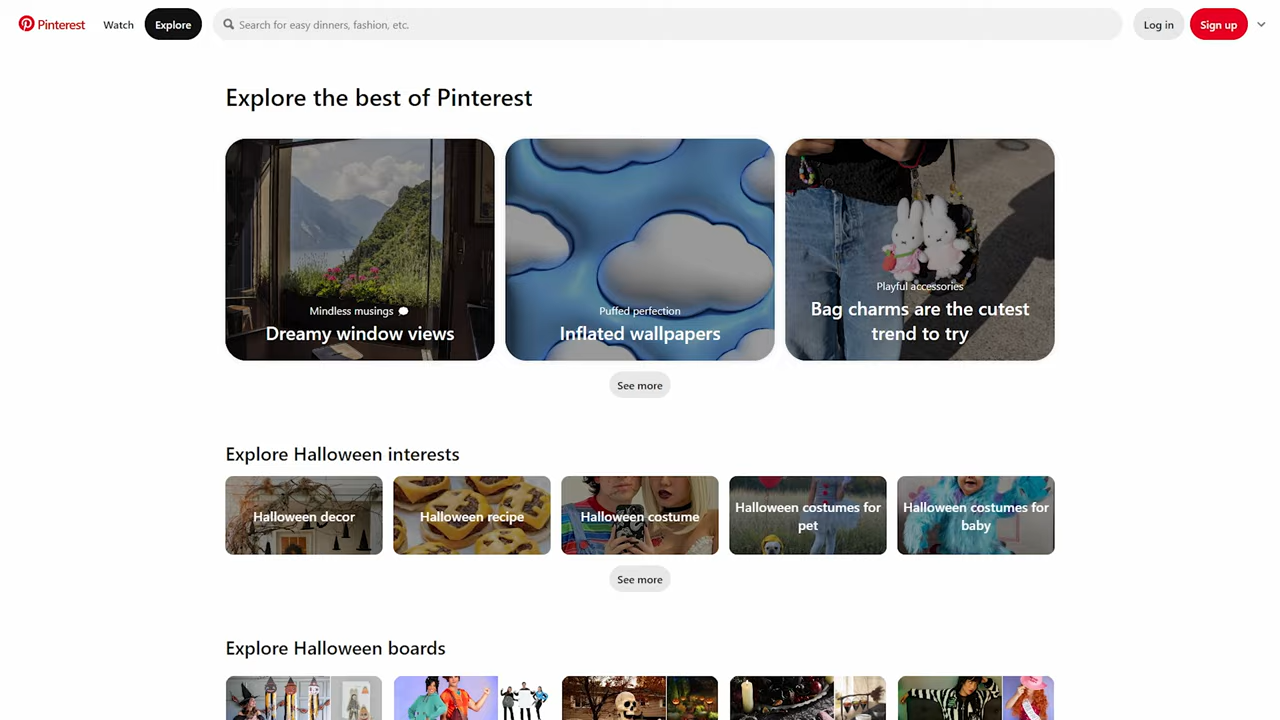 Pinterest
Watch
Explore
Search for easy dinners, fashion, etc.
Log in
Sign up
Explore the best of Pinterest
Mindless musings
Dreamy window views
Puffed perfection
Inflated wallpapers
Playful accessories
Bag charms are the cutest
trend to try
See more
Explore Halloween interests
Halloween decor
Halloween recipe
Halloween costume
Halloween costumes for
pet
Halloween costumes for
baby
See more
Explore Halloween boards